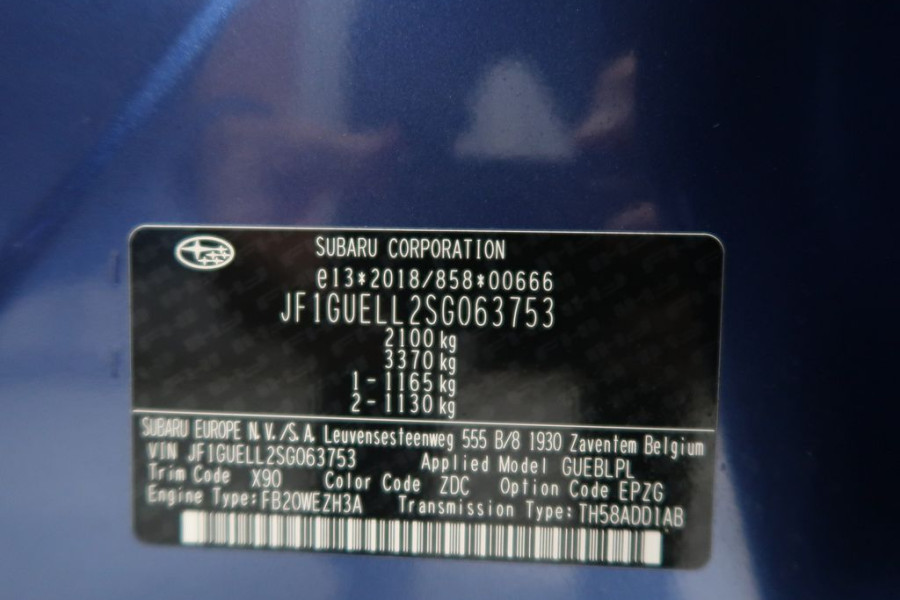 SUBARU CORPORATION
e13*2018/858*00666
JF1GUELL2SG063753
2100 kg
3370 kg
1 - 1165 kg
2 - 1130 kg
SUBARU EUROPE N.V./S.A. Leuvensesteenweg 555 B/8 1930 Zaventem Belgium
VIN JF1GUELL2SG063753 Applied Model GUEBLPL
Trim Code X90 Color Code ZDC Option Code EPZG
Engine Type:FB20WEZH3A Transmission Type:TH58ADD1AB